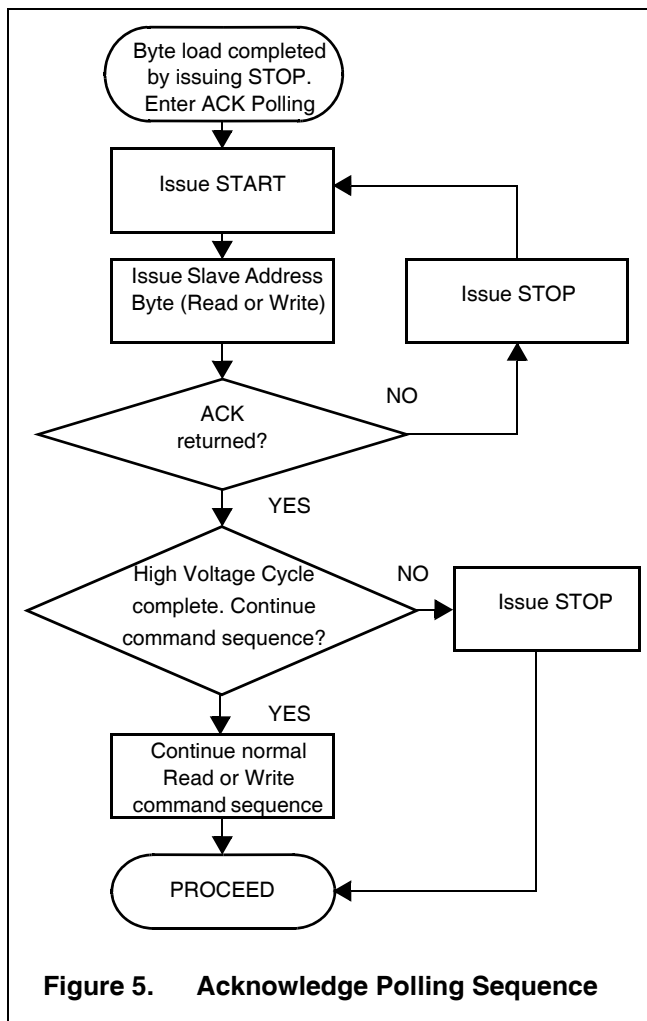 Byte load completed
by issuing STOP.
Enter ACK Polling
Issue START
Issue Slave Address
Byte (Read or Write)
Issue STOP
ACK
returned?
NO
YES
High Voltage Cycle
complete. Continue
command sequence?
NO
Issue STOP
YES
Continue normal
Read or Write
command sequence
PROCEED
Figure 5. Acknowledge Polling Sequence